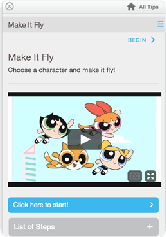 All Tips
Make It Fly
BEGIN
Make It Fly
Choose a character and make it fly!
Click here to start!
List of Steps